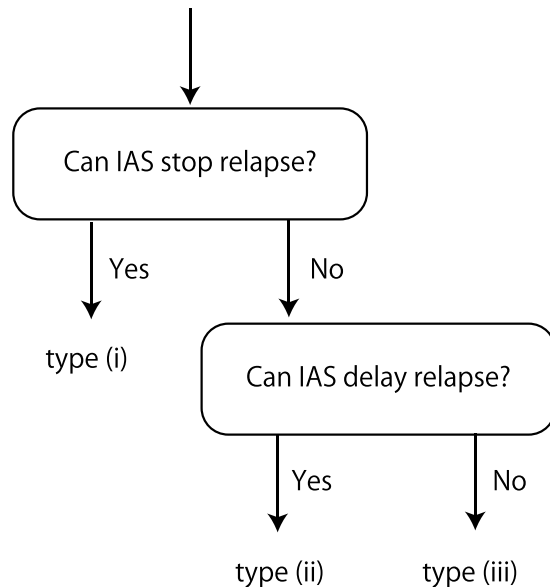 Can IAS stop relapse?
Yes
No
type (i)
Can IAS delay relapse?
Yes
No
type (ii)
type (iii)